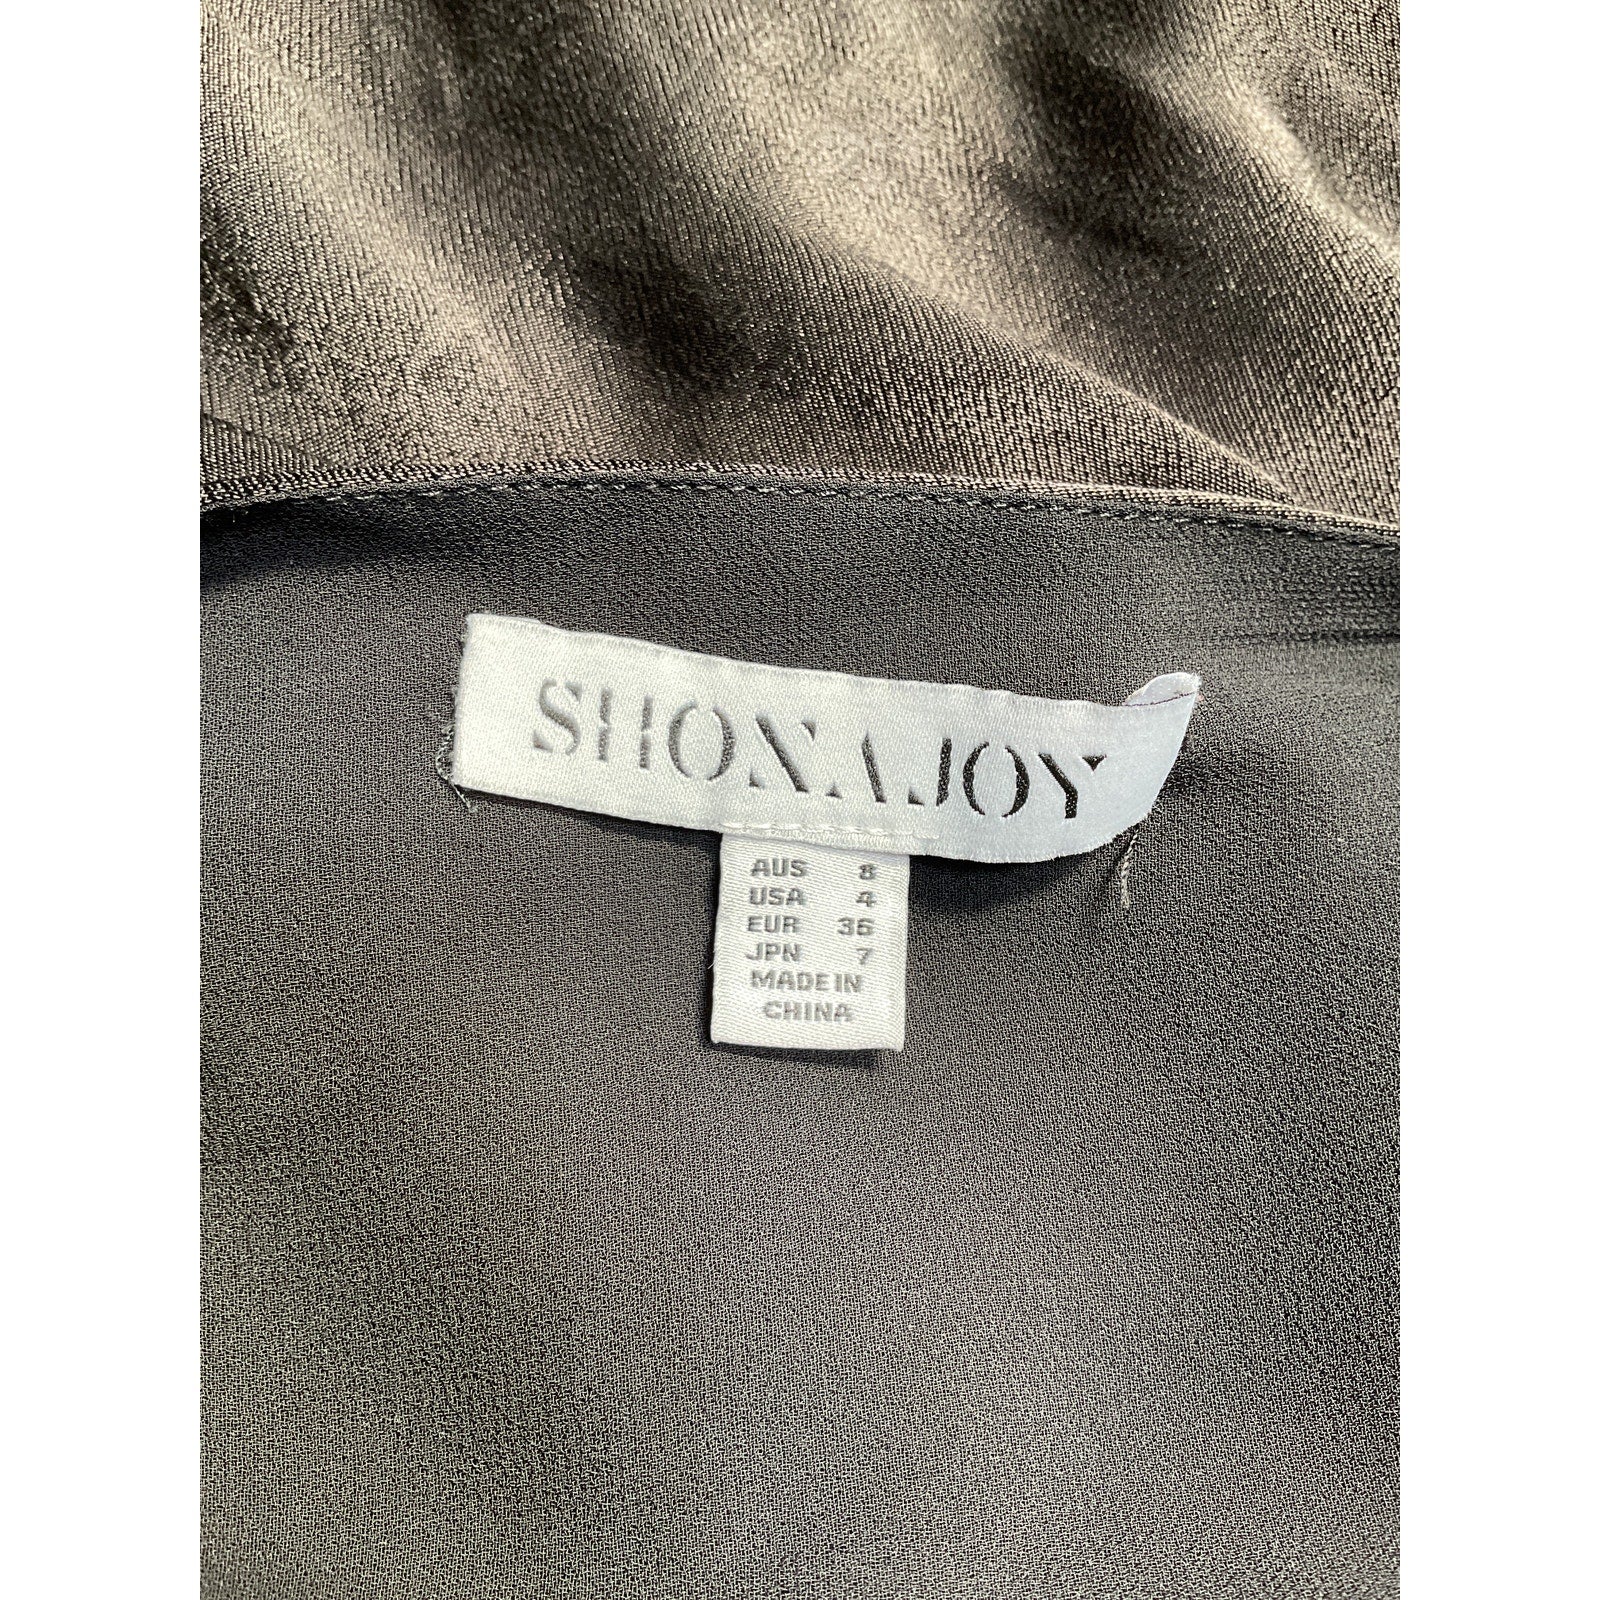 SHONA JOY
AUS 8
USA 4
EUR 36
JPN 7
MADE IN
CHINA